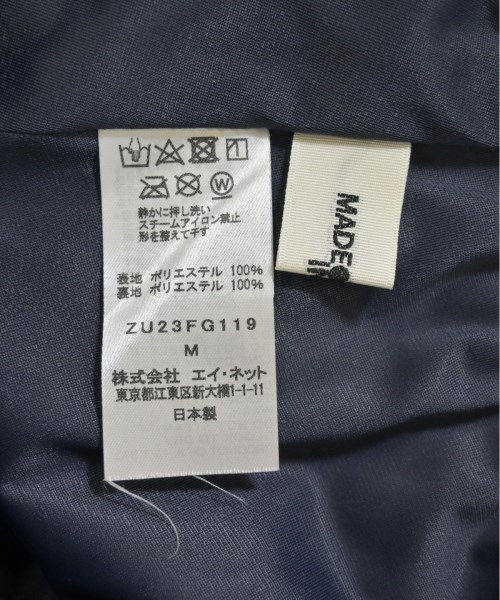 静かに押し洗い
スチームアイロン禁止
形を整えて干す
表地 ポリエステル 100%
裏地 ポリエステル 100%
ZU23FG119
M
株式会社 エイ・ネット
東京都江東区新大橋1-1-11
日本製
W
MADE